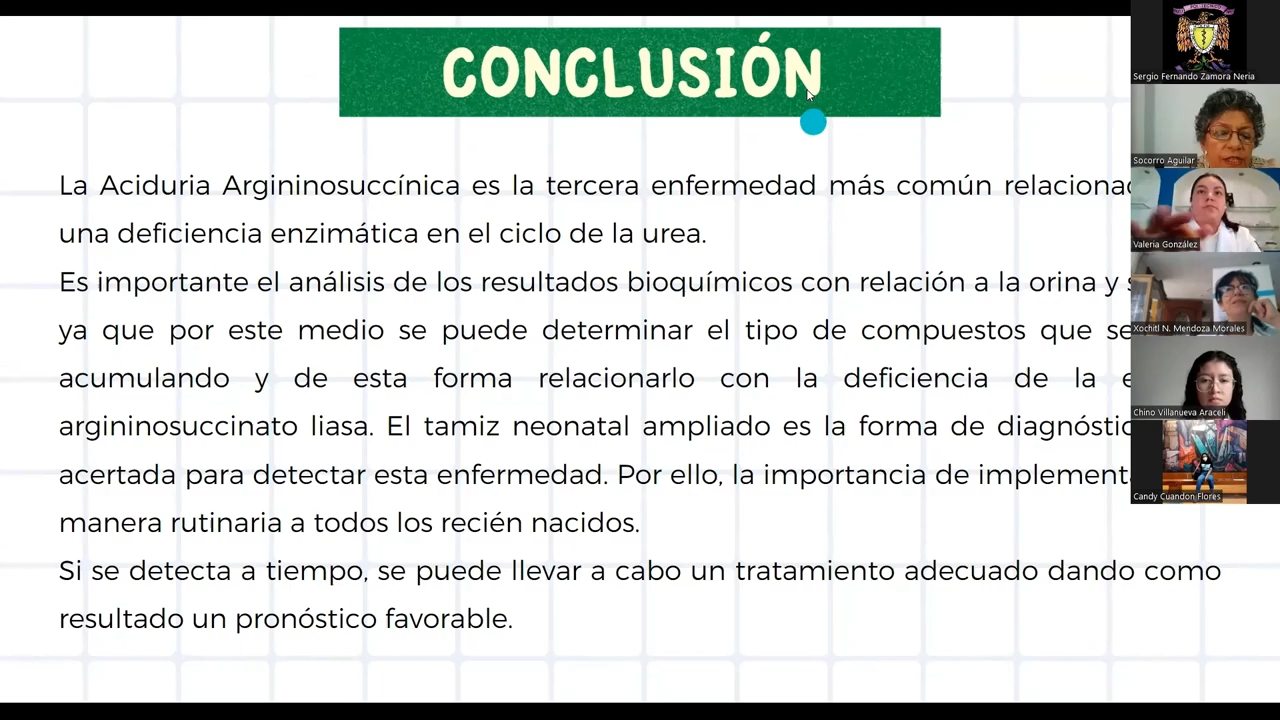 CONCLUSIÓN
La Aciduria Argininosuccínica es la tercera enfermedad más común
una deficiencia enzimática en el ciclo de la urea.
Es importante el análisis de los resultados bioquímicos con relación a la orina y
ya que por este medio se puede determinar el tipo de compuestos que
acumulando y de esta forma relacionarlo con la deficiencia de la
argininosuccinato liasa. El tamiz neonatal ampliado es la forma de
acertada para detectar esta enfermedad. Por ello, la importancia de
manera rutinaria a todos los recién nacidos.
Si se detecta a tiempo, se puede llevar a cabo un tratamiento adecuado dando como
resultado un pronóstico favorable.
Sergio Fernando Zamora Neria
Socorro Aguilar
Valeria González
Xochitl N. Mendoza Morales
Chino Villanueva Araceli
Candy Cuandon Flores